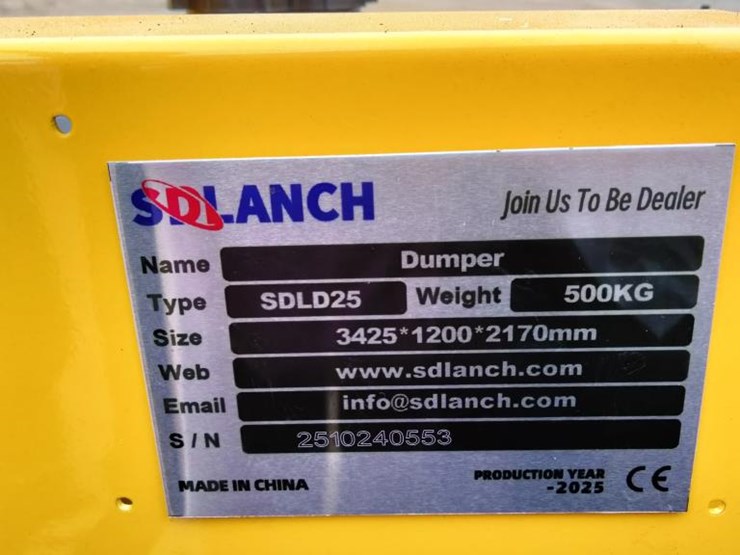 SDLANCH
Join Us To Be Dealer
Name Dumper
Type SDLD25 Weight 500KG
Size 3425*1200*2170mm
Web www.sdlanch.com
Email info@sdlanch.com
S/N 2510240553
MADE IN CHINA
PRODUCTION YEAR
-2025
CE